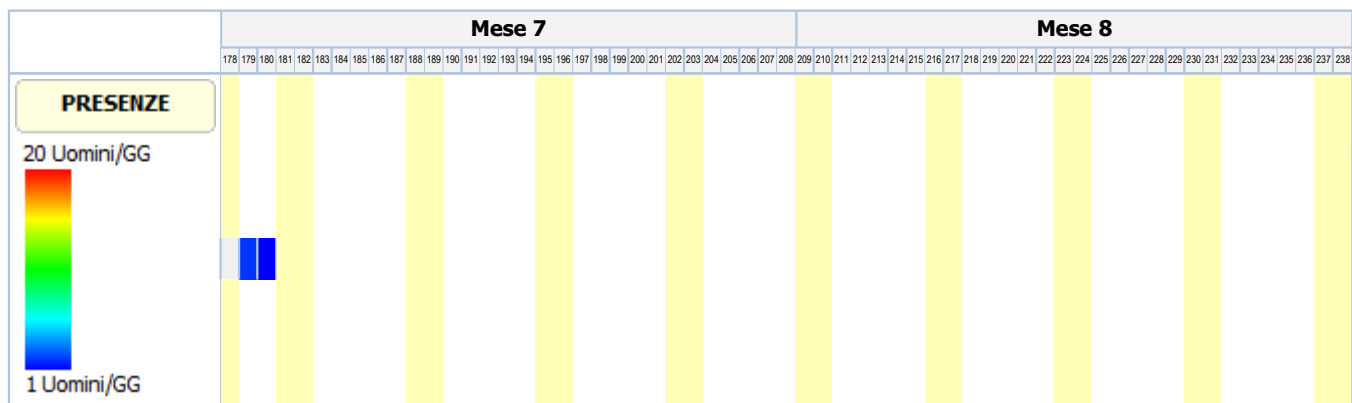 Mese 7 Mese 8
178 179 180 181 182 183 184 185 186 187 188 189 190 191 192 193 194 195 196 197 198 199 200 201 202 203 204 205 206 207 208 209 210 211 212 213 214 215 216 217 218 219 220 221 222 223 224 225 226 227 228 229 230 231 232 233 234 235 236 237 238
PRESENZE
20 Uomini/GG
1 Uomini/GG